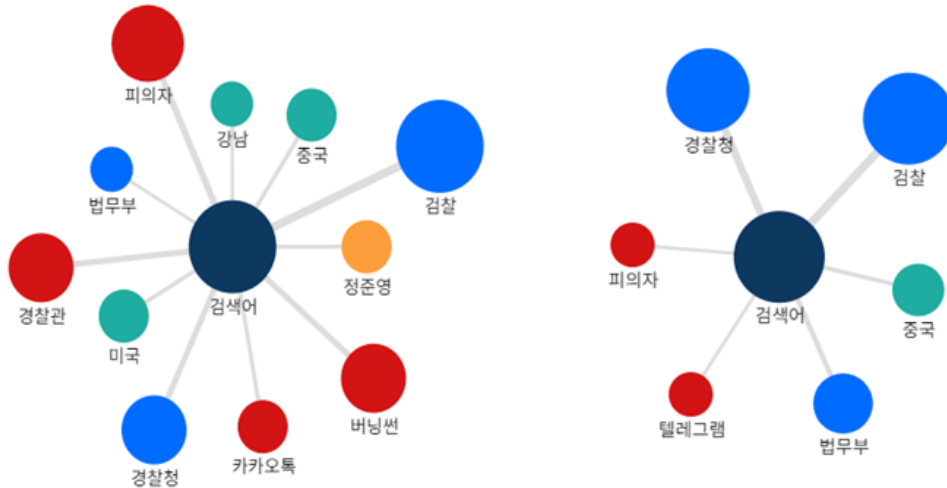 피의자
강남
중국
법무부
검찰
경찰관
검색어
정준영
미국
경찰청
카카오톡
버닝썬
경찰청
검찰
피의자
검색어
중국
텔레그램
법무부